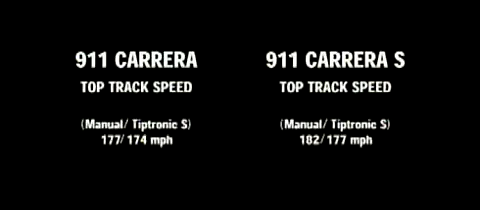 911 CARRERA
TOP TRACK SPEED
(Manual/ Tiptronic S)
177/ 174 mph
911 CARRERA S
TOP TRACK SPEED
(Manual/ Tiptronic S)
182/ 177 mph